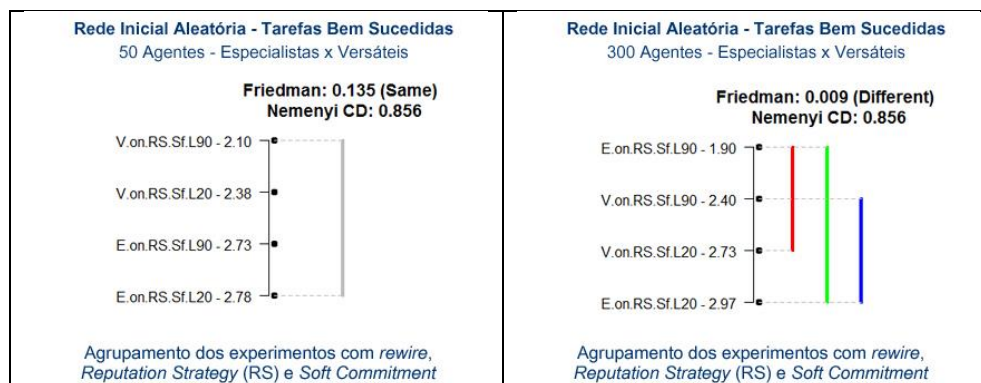 Rede Inicial Aleatória - Tarefas Bem Sucedidas
50 Agentes - Especialistas x Versáteis
Friedman: 0.135 (Same)
Nemenyi CD: 0.856
V.on.RS.Sf.L90 - 2.10
V.on.RS.Sf.L20 - 2.38
E.on.RS.Sf.L90 - 2.73
E.on.RS.Sf.L20 - 2.78
Agrupamento dos experimentos com rewire,
Reputation Strategy (RS) e Soft Commitment
Rede Inicial Aleatória - Tarefas Bem Sucedidas
300 Agentes - Especialistas x Versáteis
Friedman: 0.009 (Different)
Nemenyi CD: 0.856
E.on.RS.Sf.L90 - 1.90
V.on.RS.Sf.L90 - 2.40
V.on.RS.Sf.L20 - 2.73
E.on.RS.Sf.L20 - 2.97
Agrupamento dos experimentos com rewire,
Reputation Strategy (RS) e Soft Commitment